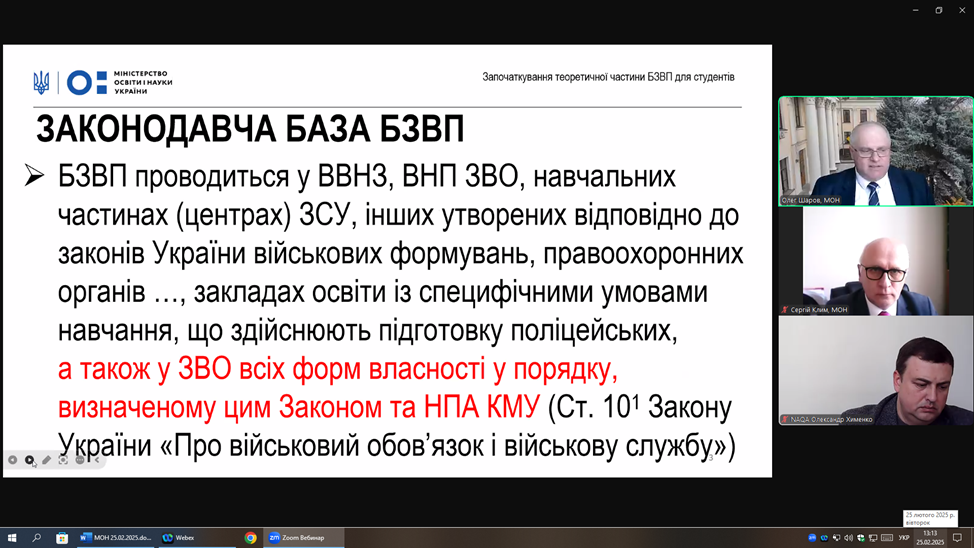 МІНІСТЕРСТВО
ОСВІТИ І НАУКИ
УКРАЇНИ
Започаткування теоретичної частини БЗВП для студентів
ЗАКОНОДАВЧА БАЗА БЗВП
БЗВП проводиться у ВВНЗ, ВНП ЗВО, навчальних
частинах (центрах) ЗСУ, інших утворених відповідно до
законів України військових формувань, правоохоронних
органів …, закладах освіти із специфічними умовами
навчання, що здійснюють підготовку поліцейських,
а також у ЗВО всіх форм власності у порядку,
визначеному цим Законом та НПА КМУ (Ст. 10¹ Закону
України «Про військовий обов’язок і військову службу»)
3
Олег Шаров, МОН
Сергій Клим, МОН
NAQA Олександр Хименко
25 лютого 2025 р.
вівторок
МОН 25.02.2025.do...
Webex
zm
Zoom Вебинар
zm
УКР
13:13
25.02.2025